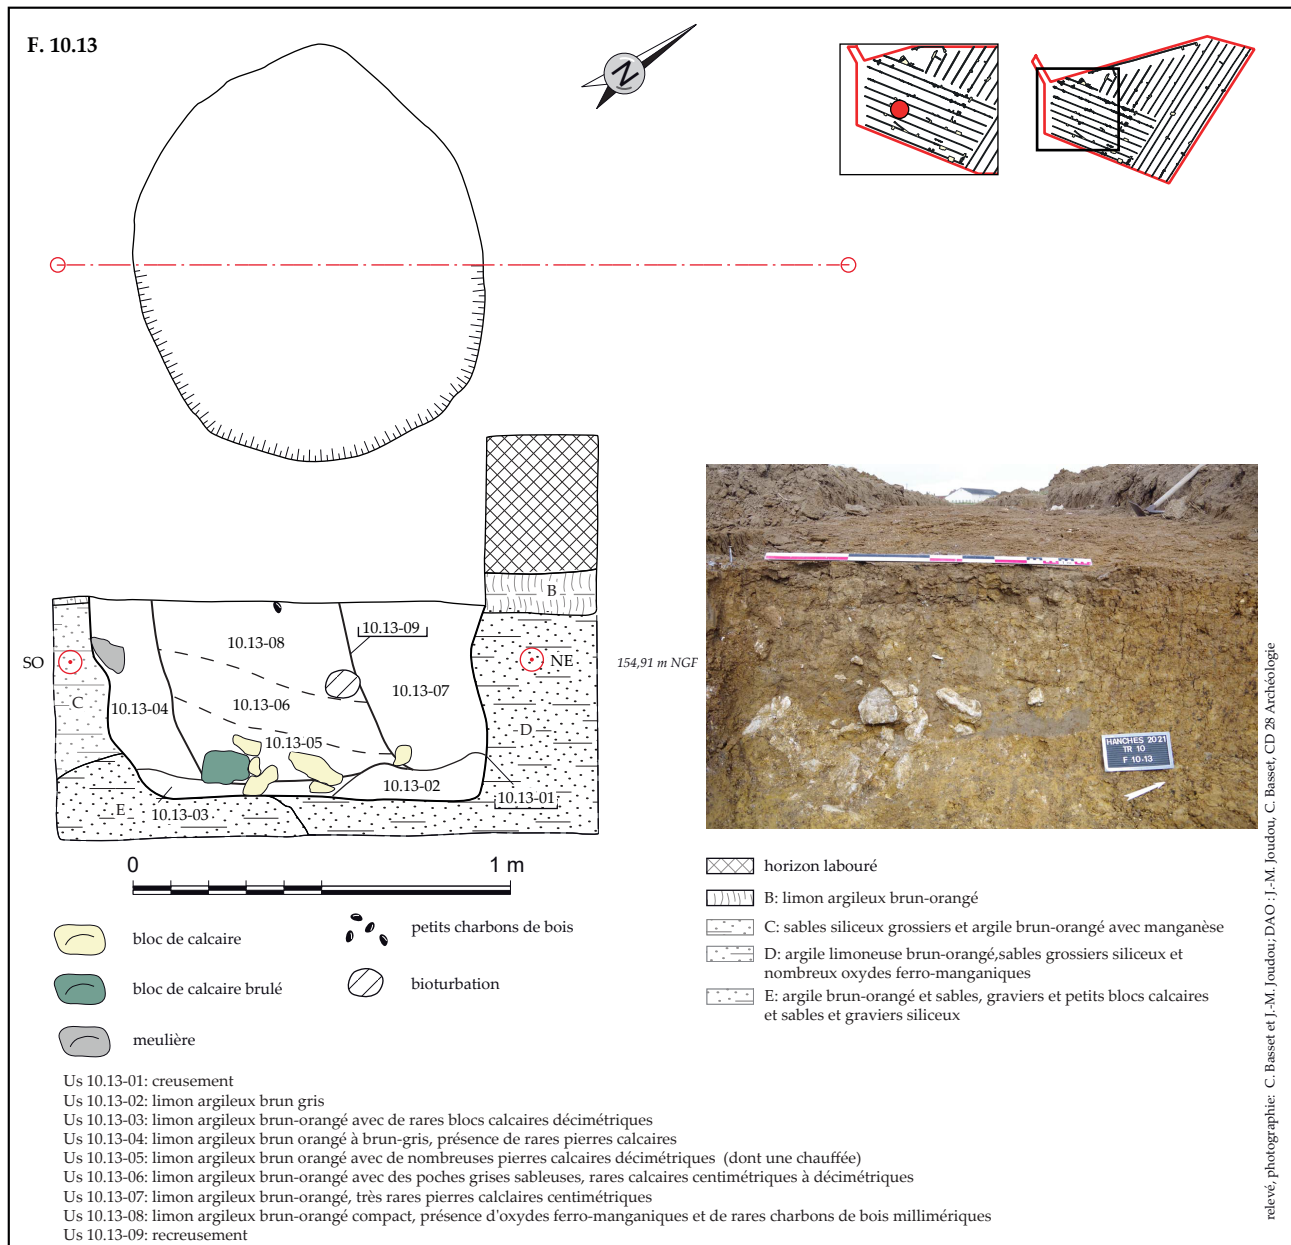 F. 10.13
N
B
10.13-09
10.13-08
SO
NE
154,91 m NGF
10.13-07
C
10.13-04
10.13-06
D
10.13-05
10.13-02
10.13-01
E
10.13-03
0 1 m
HANCHES 2021
TR 10
F 10-13
horizon labouré
B: limon argileux brun-orangé
C: sables siliceux grossiers et argile brun-orangé avec manganèse
D: argile limoneuse brun-orangé,sables grossiers siliceux et
nombreux oxydes ferro-manganiques
E: argile brun-orangé et sables, graviers et petits blocs calcaires
et sables et graviers siliceux
bloc de calcaire
petits charbons de bois
bloc de calcaire brulé
bioturbation
meulière
Us 10.13-01: creusement
Us 10.13-02: limon argileux brun gris
Us 10.13-03: limon argileux brun-orangé avec de rares blocs calcaires décimétriques
Us 10.13-04: limon argileux brun orangé à brun-gris, présence de rares pierres calcaires
Us 10.13-05: limon argileux brun orangé avec de nombreuses pierres calcaires décimétriques (dont une chauffée)
Us 10.13-06: limon argileux brun-orangé avec des poches grises sableuses, rares calcaires centimétriques à décimétriques
Us 10.13-07: limon argileux brun-orangé, très rares pierres calclaires centimétriques
Us 10.13-08: limon argileux brun-orangé compact, présence d'oxydes ferro-manganiques et de rares charbons de bois millimériques
Us 10.13-09: recreusement
relevé, photographie: C. Basset et J.-M. Joudou; DAO : J.-M. Joudou, C. Basset, CD 28 Archéologie